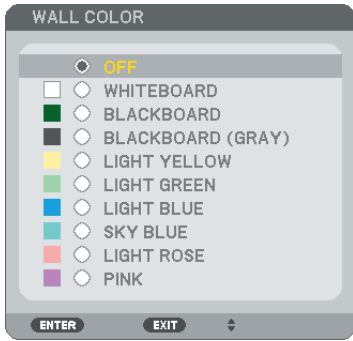 WALL COLOR
OFF
WHITEBOARD
BLACKBOARD
BLACKBOARD (GRAY)
LIGHT YELLOW
LIGHT GREEN
LIGHT BLUE
SKY BLUE
LIGHT ROSE
PINK
ENTER EXIT